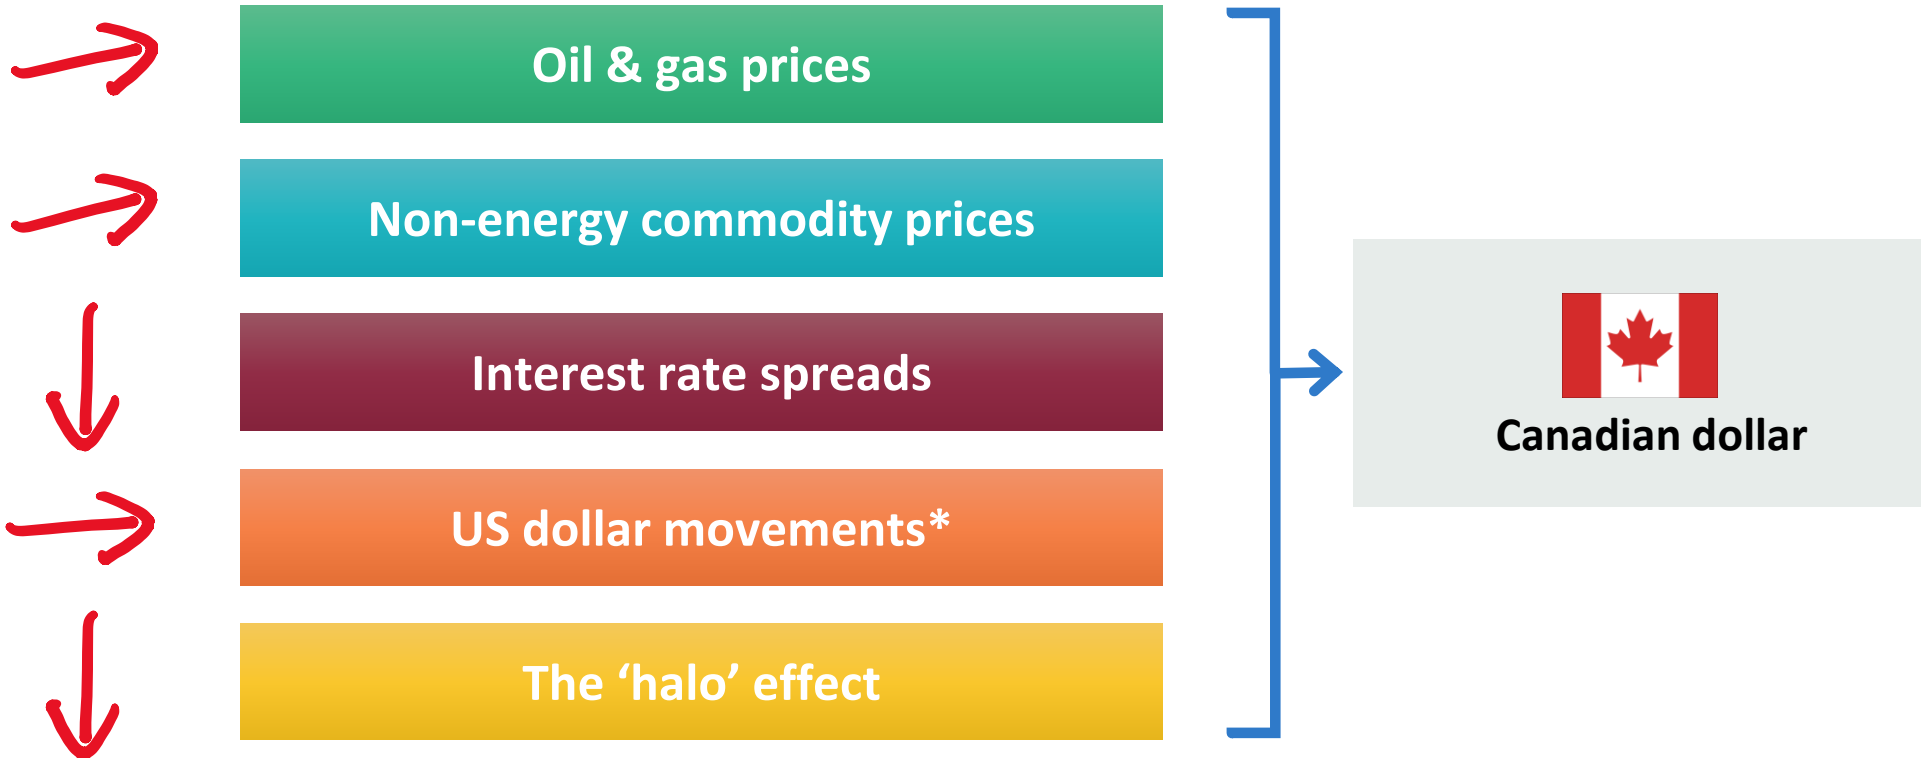 Oil & gas prices
Non-energy commodity prices
Interest rate spreads
US dollar movements*
The ‘halo’ effect
Canadian dollar